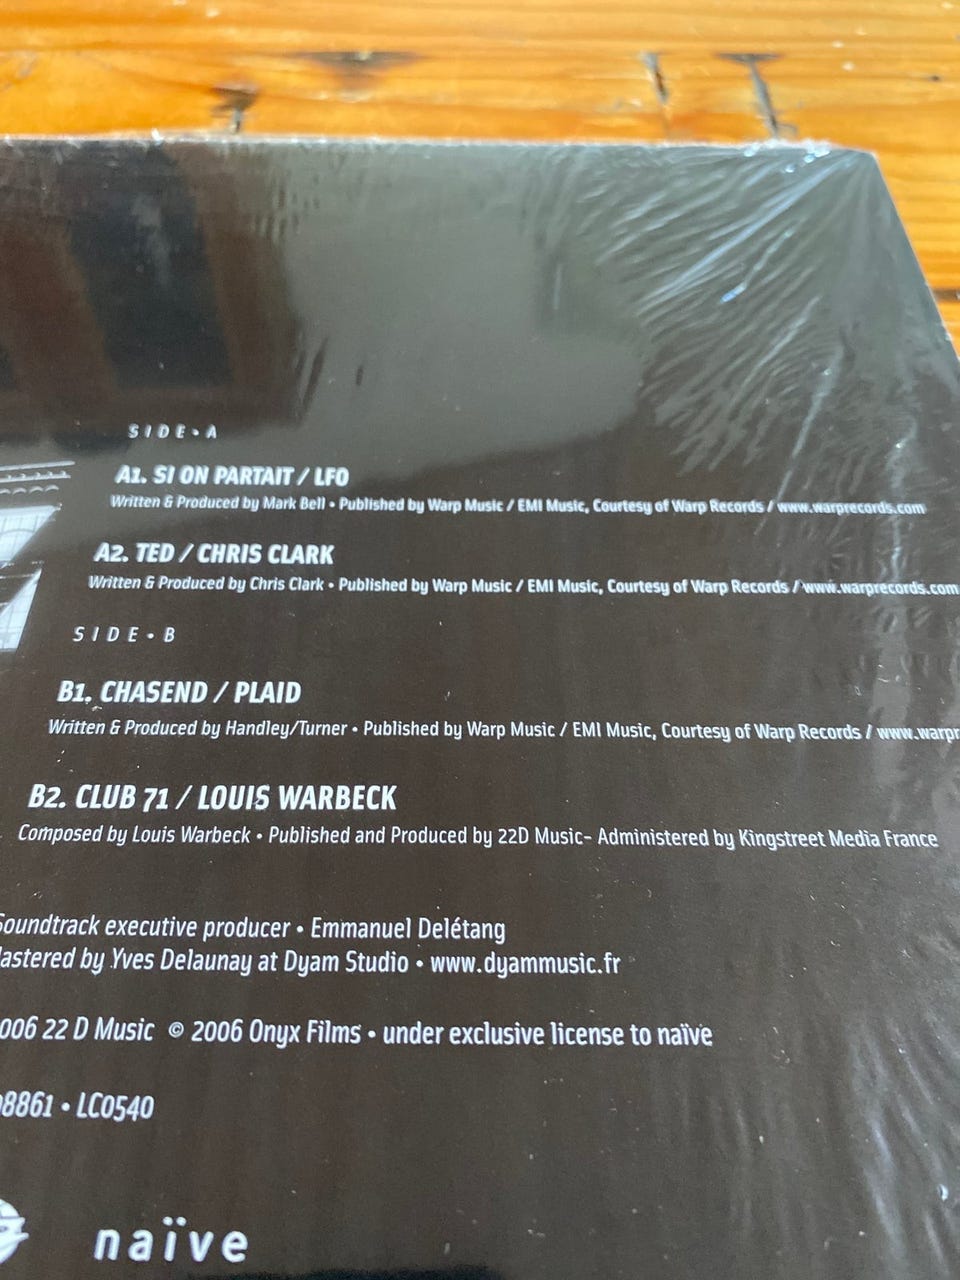 SIDE • A
A1. SI ON PARTAIT / LFO
Written & Produced by Mark Bell • Published by Warp Music / EMI Music, Courtesy of Warp Records / www.warprecords.com
A2. TED / CHRIS CLARK
Written & Produced by Chris Clark • Published by Warp Music / EMI Music, Courtesy of Warp Records / www.warprecords.com
SIDE • B
B1. CHASEND / PLAID
Written & Produced by Handley/Turner • Published by Warp Music / EMI Music, Courtesy of Warp Records / www.warpr
B2. CLUB 71 / LOUIS WARBECK
Composed by Louis Warbeck • Published and Produced by 22D Music- Administered by Kingstreet Media France
Soundtrack executive producer • Emmanuel Delétang
astered by Yves Delaunay at Dyam Studio • www.dyammusic.fr
006 22 D Music © 2006 Onyx Films • under exclusive license to naïve
8861 • LC0540
naïve